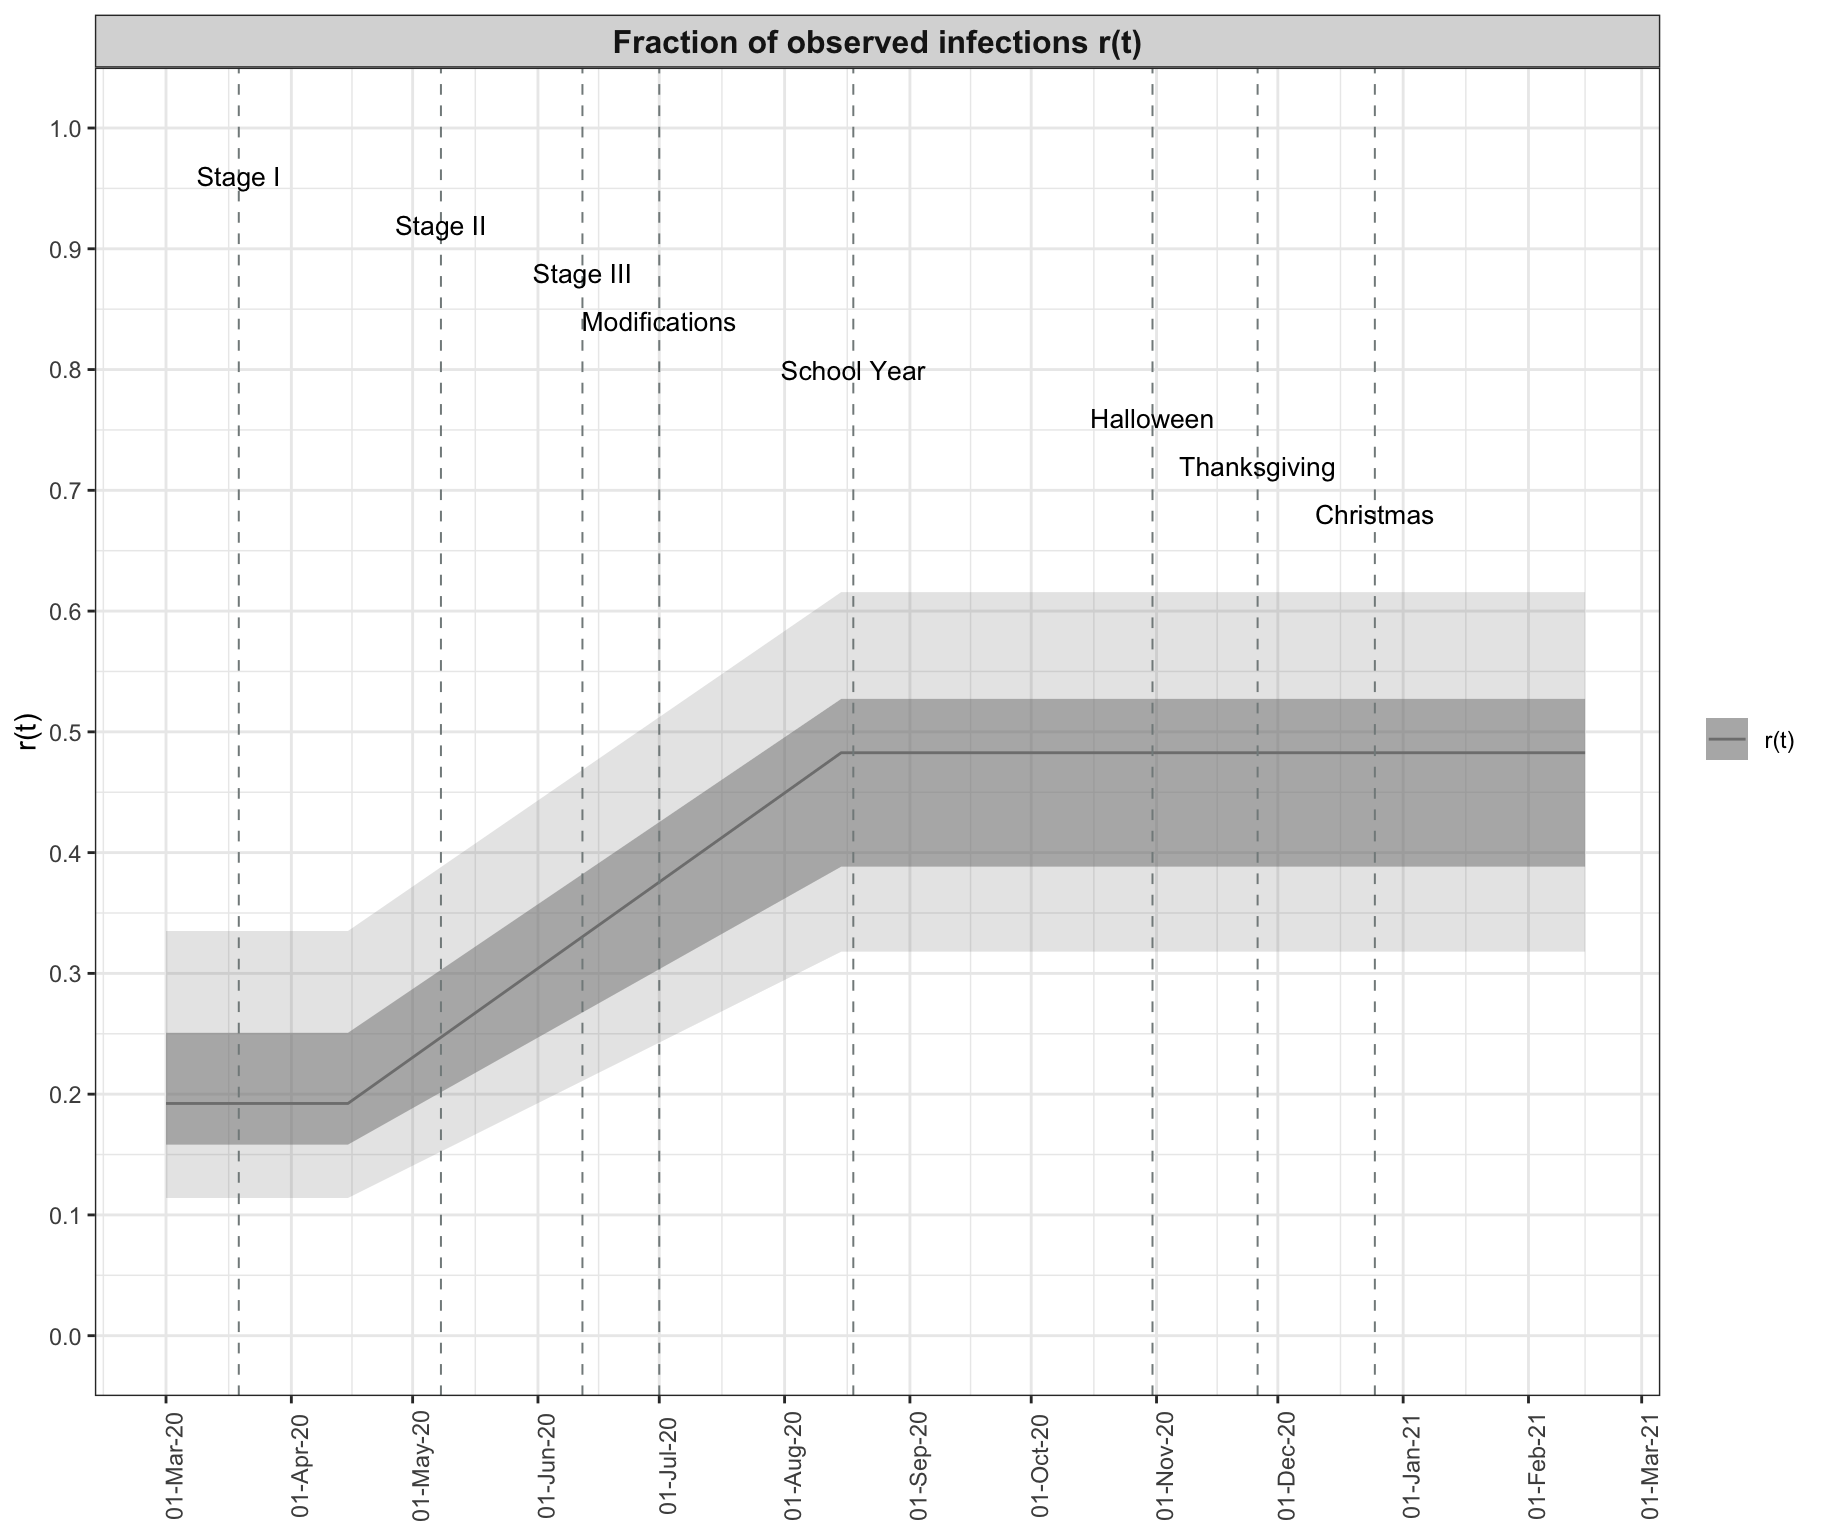 Fraction of observed infections r(t)
1.0
0.9
0.8
0.7
0.6
0.5
0.4
0.3
0.2
0.1
0.0
r(t)
Stage I
Stage II
Stage III
Modifications
School Year
Halloween
Thanksgiving
Christmas
r(t)
01-Mar-20
01-Apr-20
01-May-20
01-Jun-20
01-Jul-20
01-Aug-20
01-Sep-20
01-Oct-20
01-Nov-20
01-Dec-20
01-Jan-21
01-Feb-21
01-Mar-21